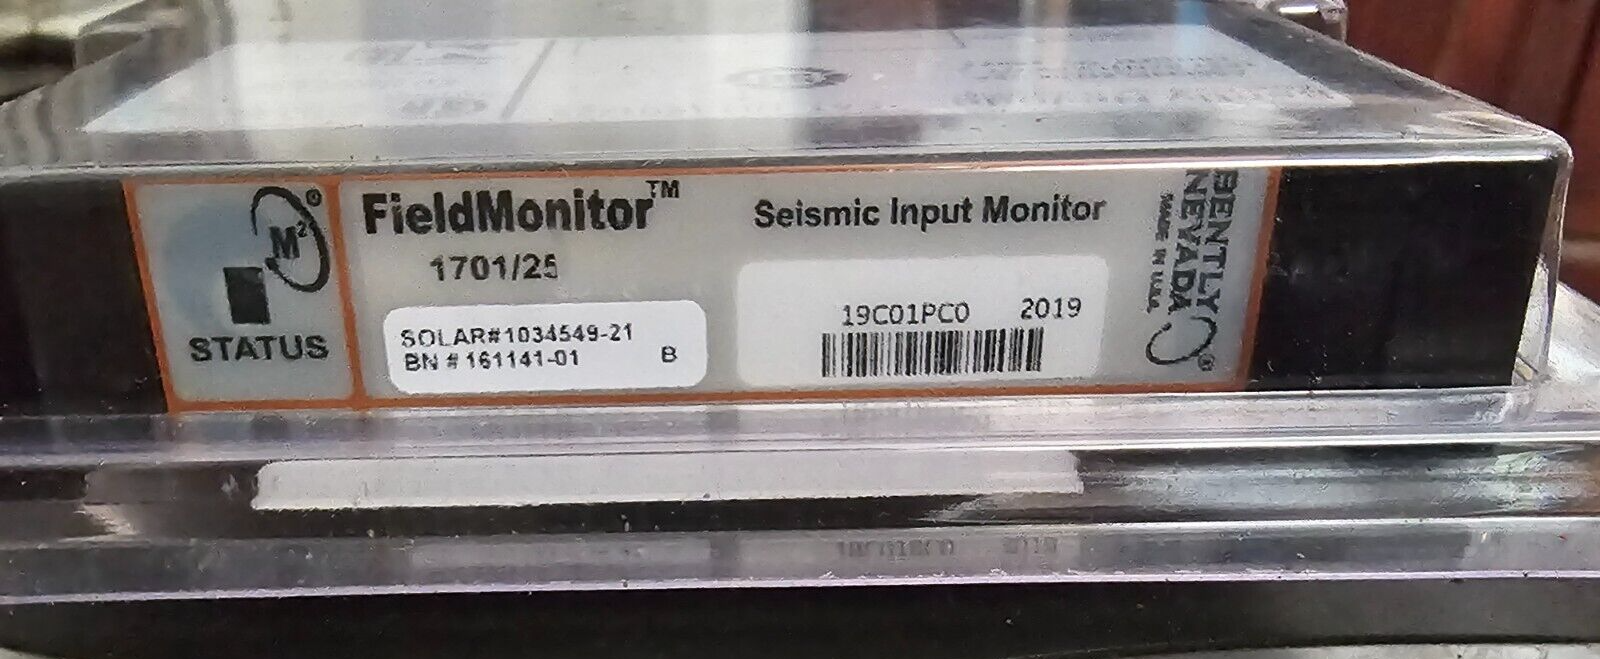 M²®
STATUS
FieldMonitor™
1701/25
SOLAR#1034549-21
BN # 161141-01 B
Seismic Input Monitor
19C01PC0 2019
BENTLY
NEVADA®
MADE IN U.S.A.